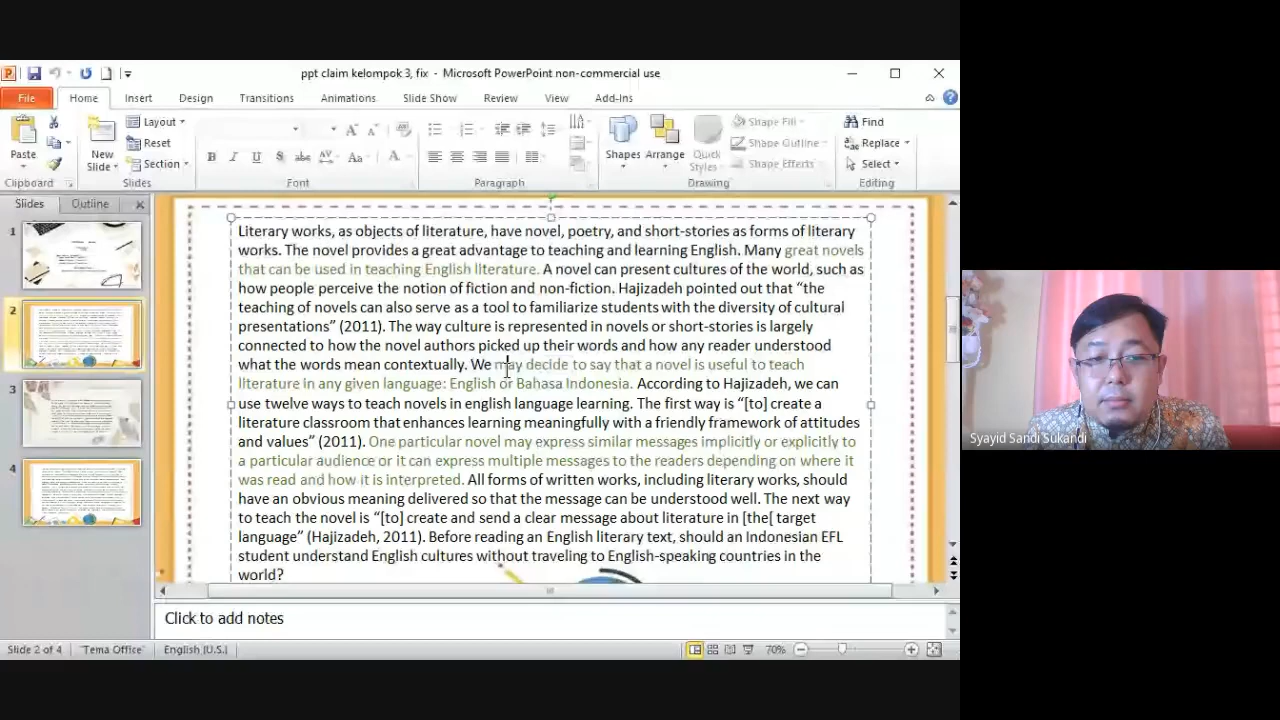 ppt claim kelompok 3, fix - Microsoft PowerPoint non-commercial use
File Home Insert Design Transitions Animations Slide Show Review View Add-Ins
Paste
Clipboard
New Slide
Layout
Reset
Section
Slides
Font
Paragraph
Shapes Arrange Quick Styles
Shape Fill
Shape Outline
Shape Effects
Drawing
Find
Replace
Select
Editing
Slides Outline
1
2
3
4
Literary works, as objects of literature, have novel, poetry, and short-stories as forms of literary
works. The novel provides a great advantage to teaching and learning English. Many great novels
that can be used in teaching English literature. A novel can present cultures of the world, such as
how people perceive the notion of fiction and non-fiction. Hajizadeh pointed out that “the
teaching of novels can also serve as a tool to familiarize students with the diversity of cultural
presentations” (2011). The way culture is represented in novels or short-stories is largely
connected to how the novel authors picked up their words and how any reader understood
what the words mean contextually. We may decide to say that a novel is useful to teach
literature in any given language: English or Bahasa Indonesia. According to Hajizadeh, we can
use twelve ways to teach novels in english language learning. The first way is “[to] create a
literature classroom that enhances learning meaningfully with a friendly framework of attitudes
and values” (2011). One particular novel may express similar messages implicitly or explicitly to
a particular audience or it can express multiple messages to the readers depending on where it
was read and how it is interpreted. written works, including literary works, should
have an obvious meaning delivered so that the message can be understood well. The next way
to teach the novel is “[to] create and send a clear message about literature in [the[ target
language” (Hajizadeh, 2011). Before reading an English literary text, should an Indonesian EFL
student understand English cultures without traveling to English-speaking countries in the
world?
Click to add notes
Slide 2 of 4 "Tema Office" English (U.S.) 70%
Syayid Sandi Sukandi